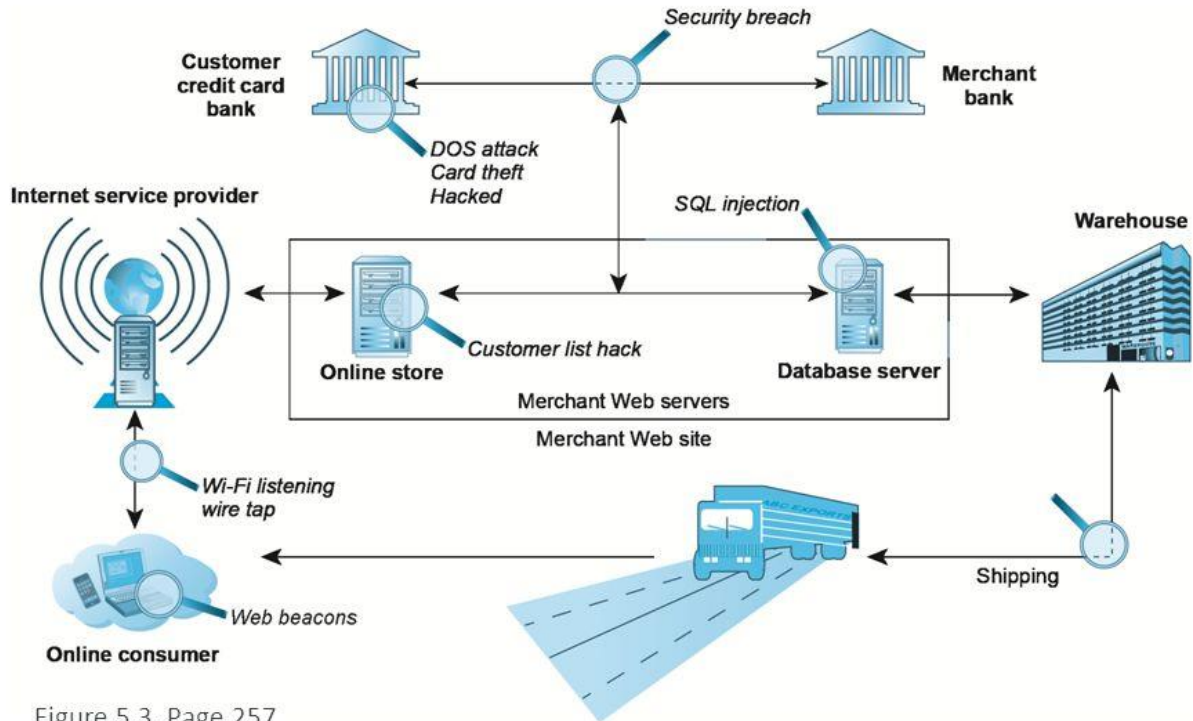 Security breach
Customer
credit card
bank
Merchant
bank
DOS attack
Card theft
Hacked
Internet service provider
SQL injection
Warehouse
Customer list hack
Online store
Database server
Merchant Web servers
Merchant Web site
Wi-Fi listening
wire tap
ABC EXPORTS
Shipping
Web beacons
Online consumer
Figure 5.3, Page 257